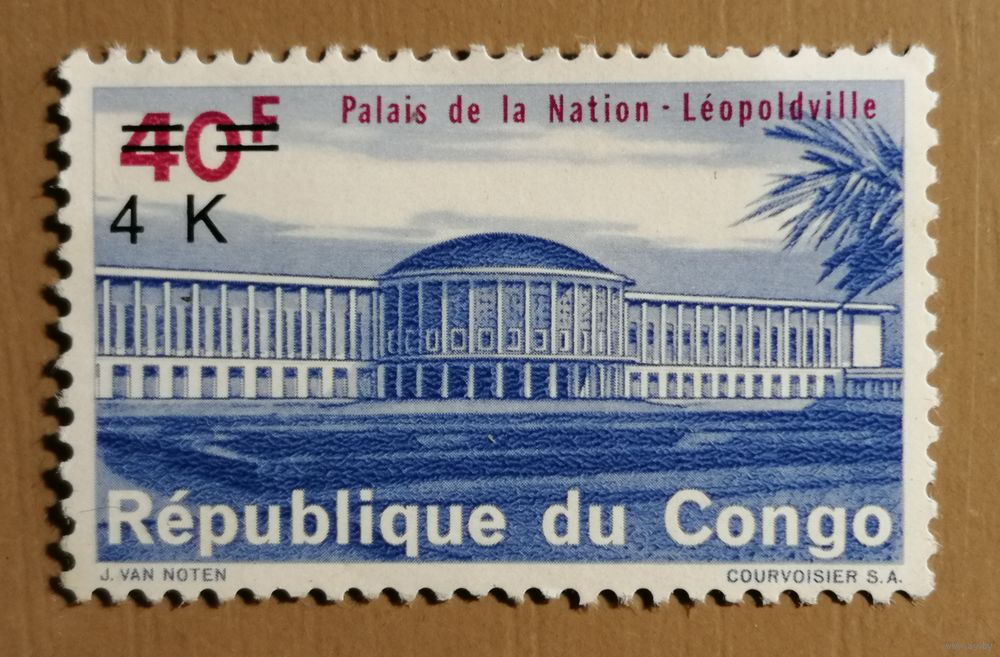 40F
Palais de la Nation - Léopoldville
4 K
République du Congo
J. VAN NOTEN
COURVOISIER S.A.